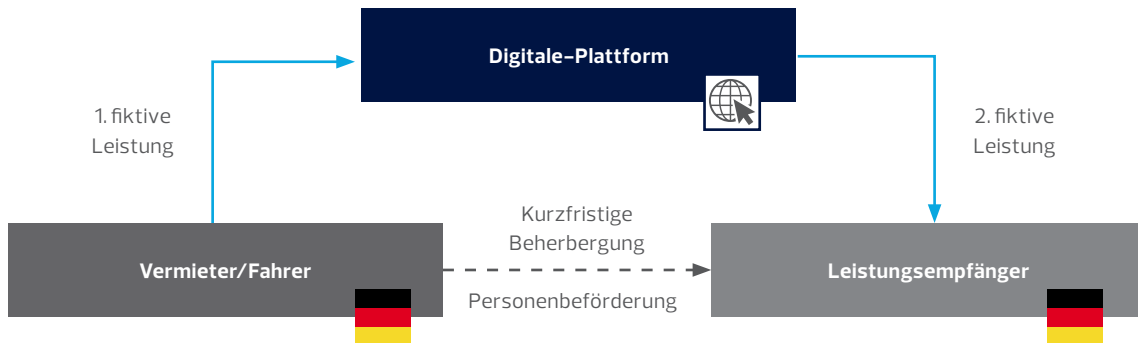 Digitale-Plattform
1. fiktive
Leistung
2. fiktive
Leistung
Kurzfristige
Beherbergung
Vermieter/Fahrer
Leistungsempfänger
Personenbeförderung